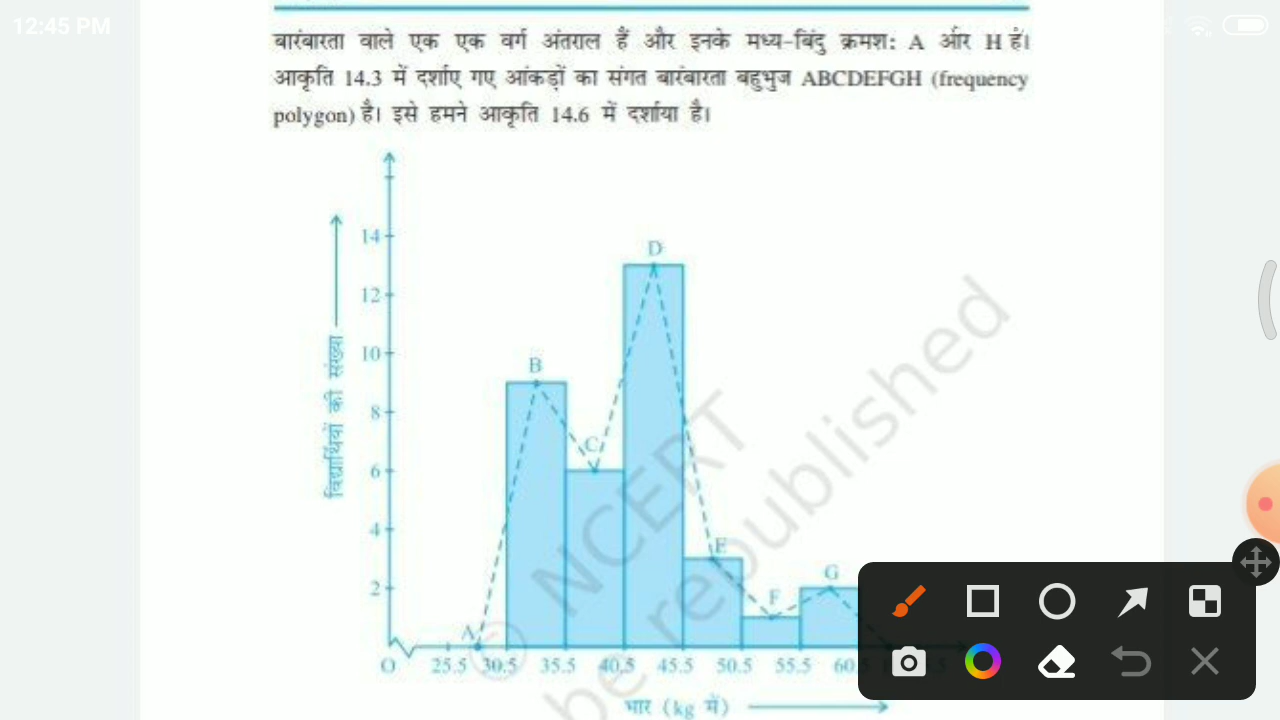 12:45 PM
बारंबारता वाले एक एक वर्ग अंतराल हैं और इनके मध्य-बिंदु क्रमश: A और H हैं।
आकृति 14.3 में दर्शाए गए आंकड़ों का संगत बारंबारता बहुभुज ABCDEFGH (frequency
polygon) है। इसे हमने आकृति 14.6 में दर्शाया है।
विद्यार्थियों की संख्या
14
12
10
8
6
4
2
D
B
C
E
F
G
A
O 25.5 30.5 35.5 40.5 45.5 50.5 55.5
भार (kg में)
© NCERT
be republished